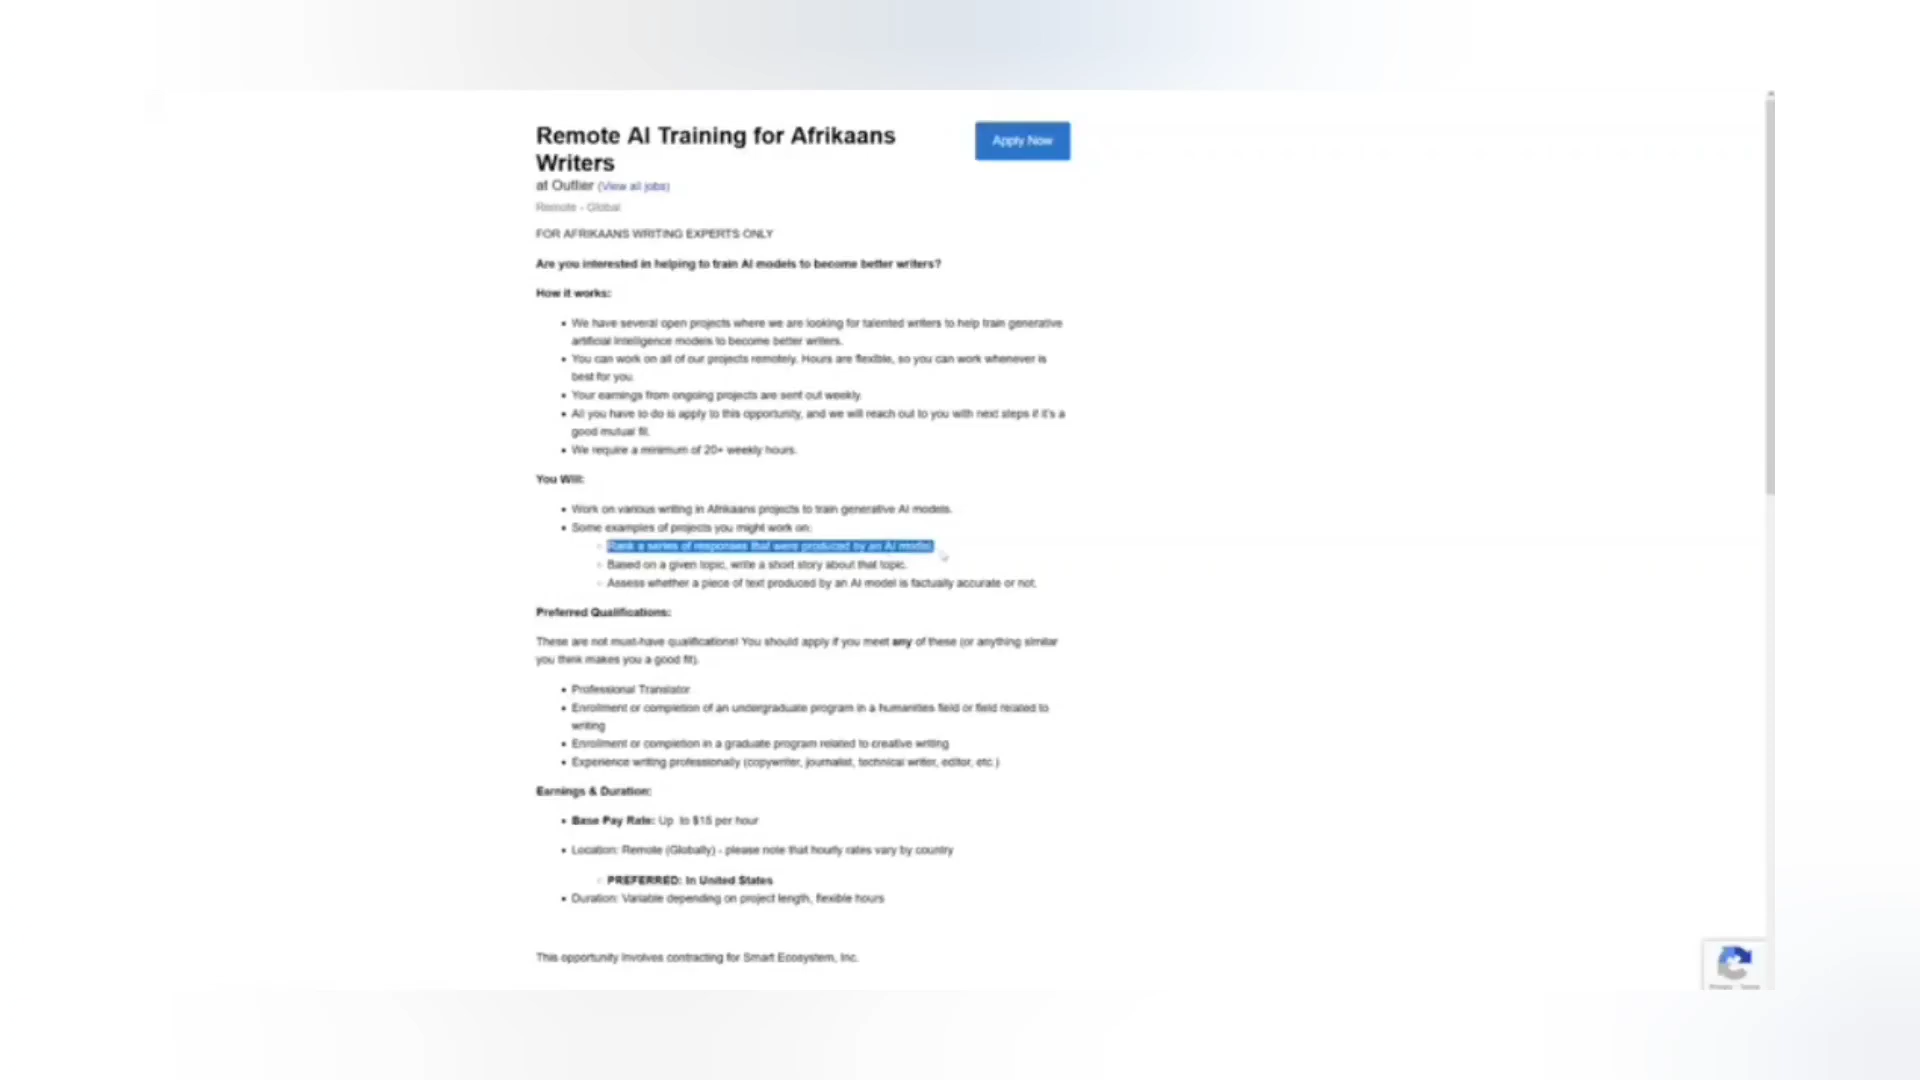 Remote AI Training for Afrikaans
Writers
Apply Now
at Outlier (View all jobs)
Remote - Global
FOR AFRIKAANS WRITING EXPERTS ONLY
Are you interested in helping to train AI models to become better writers?
How it works:
• We have several open projects where we are looking for talented writers to help train generative
artificial intelligence models to become better writers.
• You can work on all of our projects remotely. Hours are flexible, so you can work whenever is
best for you.
• Your earnings from ongoing projects are sent out weekly.
• All you have to do is apply to this opportunity, and we will reach out to you with next steps if it's a
good mutual fit.
• We require a minimum of 20+ weekly hours.
You Will:
• Work on various writing in Afrikaans projects to train generative AI models.
• Some examples of projects you might work on:
◦ Rank a series of responses that were produced by an AI model.
◦ Based on a given topic, write a short story about that topic.
◦ Assess whether a piece of text produced by an AI model is factually accurate or not.
Preferred Qualifications:
These are not must-have qualifications! You should apply if you meet any of these (or anything similar
you think makes you a good fit).
• Professional Translator
• Enrollment or completion of an undergraduate program in a humanities field or field related to
writing
• Enrollment or completion in a graduate program related to creative writing
• Experience writing professionally (copywriter, journalist, technical writer, editor, etc.)
Earnings & Duration:
• Base Pay Rate: Up to $15 per hour
• Location: Remote (Globally) - please note that hourly rates vary by country
◦ PREFERRED: In United States
• Duration: Variable depending on project length, flexible hours
This opportunity involves contracting for Smart Ecosystem, Inc.
Privacy - Terms